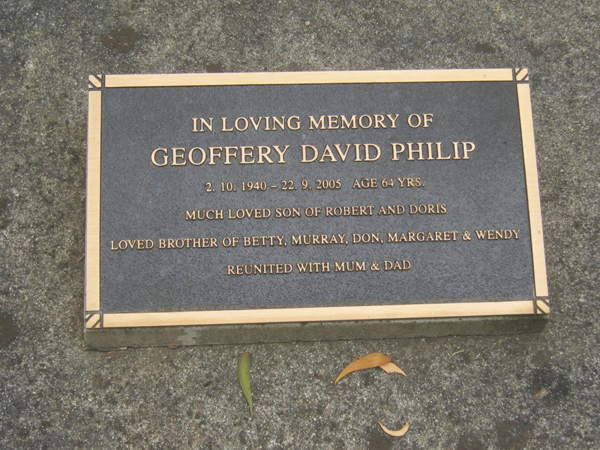 IN LOVING MEMORY OF
GEOFFERY DAVID PHILIP
2. 10. 1940 – 22. 9. 2005 AGE 64 YRS.
MUCH LOVED SON OF ROBERT AND DORIS
LOVED BROTHER OF BETTY, MURRAY, DON, MARGARET & WENDY
REUNITED WITH MUM & DAD